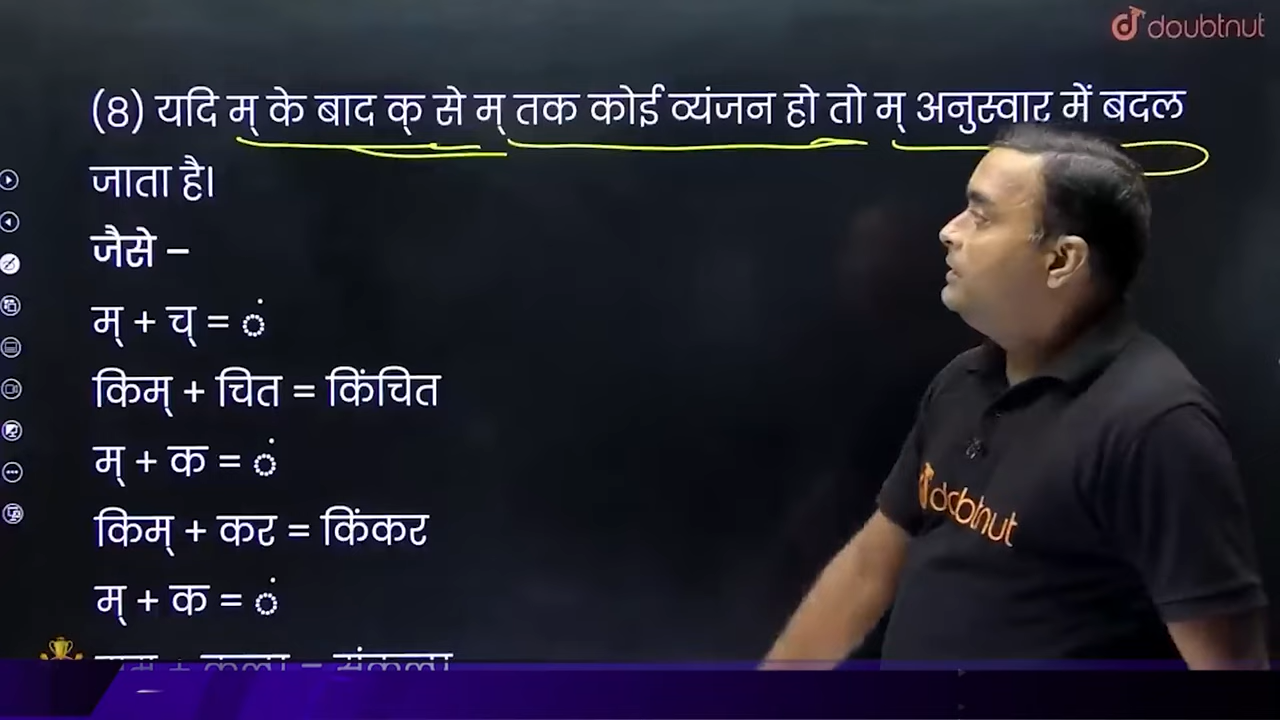 doubtnut
(8) यदि म् के बाद क् से म् तक कोई व्यंजन हो तो म् अनुस्वार में बदल
जाता है।
जैसे –
म् + च् = ं
किम् + चित = किंचित
म् + क = ं
किम् + कर = किंकर
म् + क = ं
doubtnut